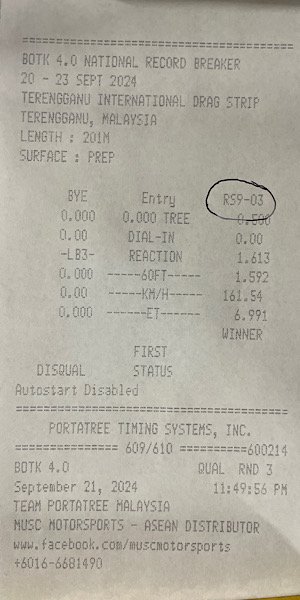 ==============================
BOTK 4.0 NATIONAL RECORD BREAKER
20 - 23 SEPT 2024
TERENGGANU INTERNATIONAL DRAG STRIP
TERENGGANU, MALAYSIA
LENGTH : 201M
SURFACE : PREP
BYE Entry RS9-03
0.000 0.000 TREE 0.500
0.00 DIAL-IN 0.00
-LB3- REACTION 1.613
0.000 -----60FT----- 1.592
0.00 -----KM/H----- 161.54
0.000 ------ET------ 6.991
WINNER
FIRST
DISQUAL STATUS
Autostart Disabled
==============================
PORTATREE TIMING SYSTEMS, INC.
============== 609/610 ==========600214
BOTK 4.0 QUAL RND 3
September 21, 2024 11:49:56 PM
TEAM PORTATREE MALAYSIA
MUSC MOTORSPORTS - ASEAN DISTRIBUTOR
www.facebook.com/muscmotorsports
+6016-6681490